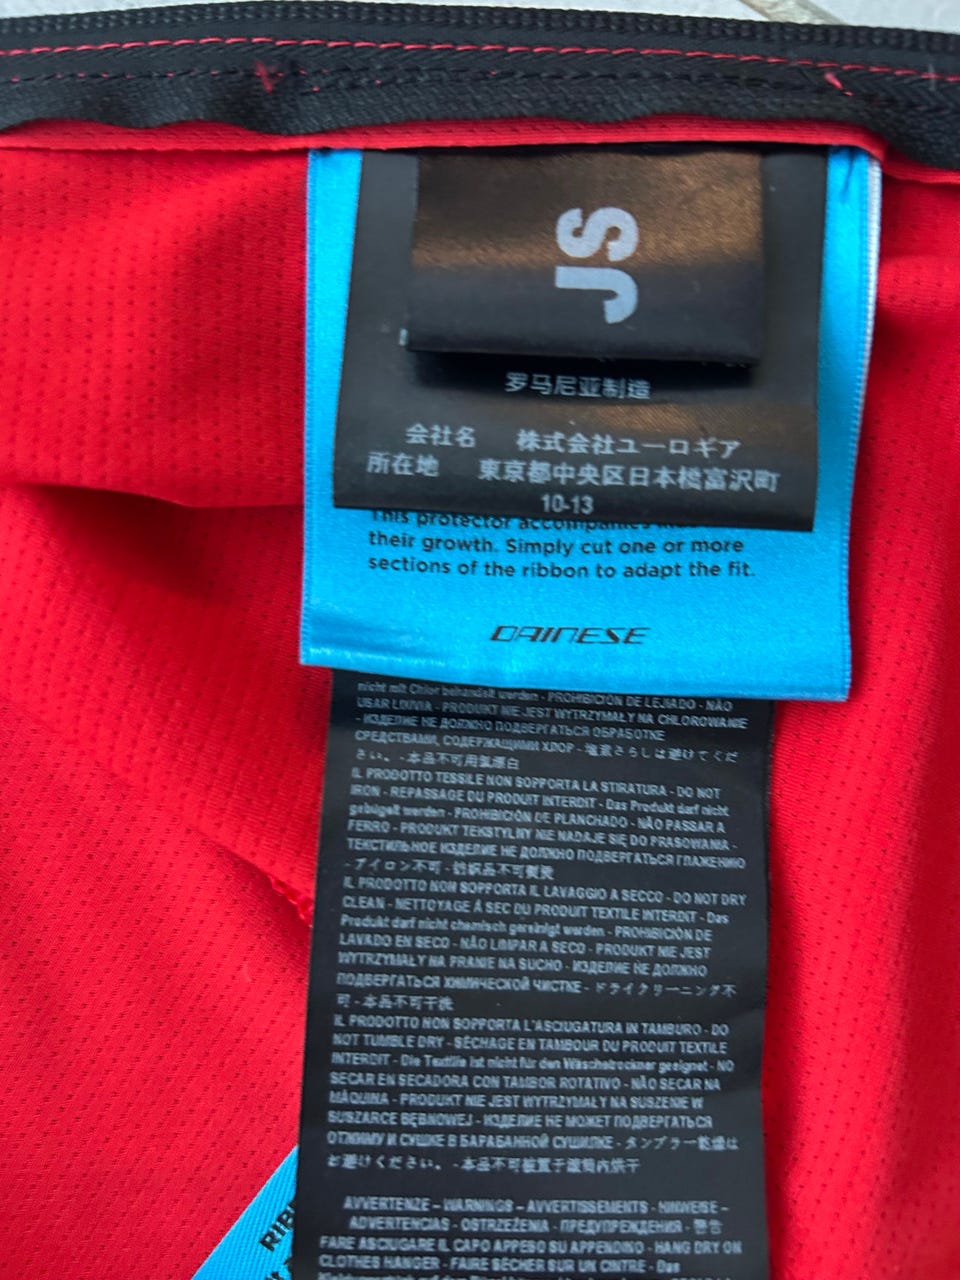 JS
罗马尼亚制造
会社名 株式会社ユーロギア
所在地 東京都中央区日本橋富沢町
10-13
This protector accompanies
their growth. Simply cut one or more
sections of the ribbon to adapt the fit.
DAINESE
nicht mit Chlor behandelt werden - PROHIBICIÓN DE LEJIADO - NÃO
USAR LIXIVIA - PRODUKT NIE JEST WYTRZYMAŁY NA CHLOROWANIE
- ИЗДЕЛИЕ НЕ ДОЛЖНО ПОДВЕРГАТЬСЯ ОБРАБОТКЕ
СРЕДСТВАМИ, СОДЕРЖАЩИМИ ХЛОР - 塩素さらしは避けてくだ
さい。 - 本品不可用氯漂白
IL PRODOTTO TESSILE NON SOPPORTA LA STIRATURA - DO NOT
IRON - REPASSAGE DU PRODUIT INTERDIT - Das Produkt darf nicht
gebügelt werden - PROHIBICIÓN DE PLANCHADO - NÃO PASSAR A
FERRO - PRODUKT TEKSTYLNY NIE NADAJE SIĘ DO PRASOWANIA -
ТЕКСТИЛЬНОЕ ИЗДЕЛИЕ НЕ ДОЛЖНО ПОДВЕРГАТЬСЯ ГЛАЖЕНИЮ
- アイロン不可 - 纺织品不可熨烫
IL PRODOTTO NON SOPPORTA IL LAVAGGIO A SECCO - DO NOT DRY
CLEAN - NETTOYAGE À SEC DU PRODUIT TEXTILE INTERDIT - Das
Produkt darf nicht chemisch gereinigt werden - PROHIBICIÓN DE
LAVADO EN SECO - NÃO LIMPAR A SECO - PRODUKT NIE JEST
WYTRZYMAŁY NA PRANIE NA SUCHO - ИЗДЕЛИЕ НЕ ДОЛЖНО
ПОДВЕРГАТЬСЯ ХИМИЧЕСКОЙ ЧИСТКЕ - ドライクリーニング不
可 - 本品不可干洗
IL PRODOTTO NON SOPPORTA L'ASCIUGATURA IN TAMBURO - DO
NOT TUMBLE DRY - SÉCHAGE EN TAMBOUR DU PRODUIT TEXTILE
INTERDIT - Die Textilie ist nicht für den Wäschetrockner geeignet - NO
SECAR EN SECADORA CON TAMBOR ROTATIVO - NÃO SECAR NA
MÁQUINA - PRODUKT NIE JEST WYTRZYMAŁY NA SUSZENIE W
SUSZARCE BĘBNOWEJ - ИЗДЕЛИЕ НЕ МОЖЕТ ПОДВЕРГАТЬСЯ
ОТЖИМУ И СУШКЕ В БАРАБАННОЙ СУШИЛКЕ - タンブラー乾燥は
お避けください。 - 本品不可放置于滚筒内烘干
AVVERTENZE - WARNINGS - AVVERTISSEMENTS - HINWEISE -
ADVERTENCIAS - OSTRZEŻENIA - ПРЕДУПРЕЖДЕНИЯ - 警告
FARE ASCIUGARE IL CAPO APPESO SU APPENDINO - HANG DRY ON
CLOTHES HANGER - FAIRE SÉCHER SUR UN CINTRE - Das